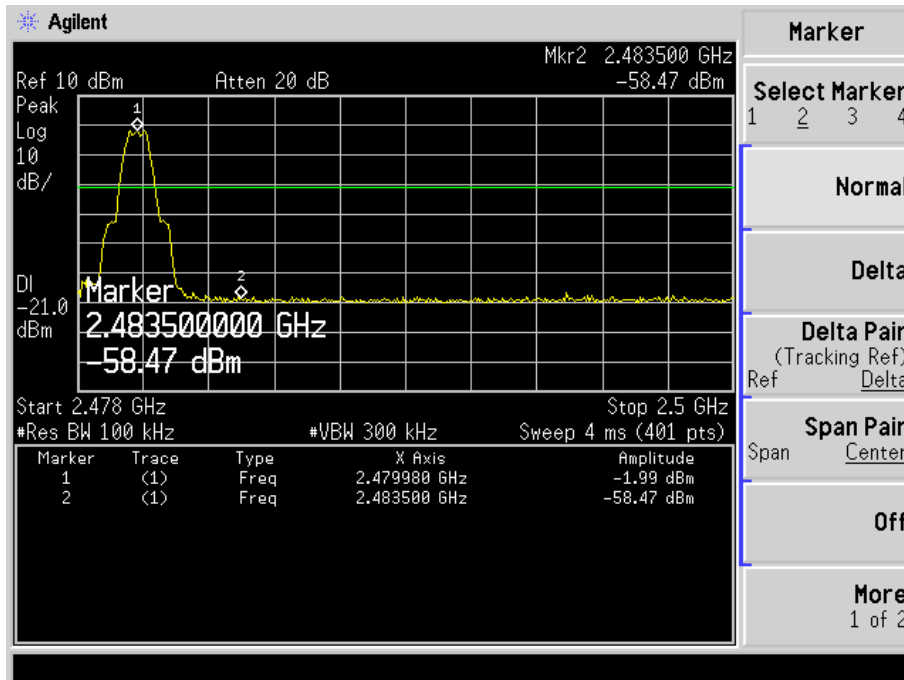 Agilent
Mkr2 2.483500 GHz
Ref 10 dBm Atten 20 dB -58.47 dBm
Peak
Log
10
dB/
DI
-21.0
dBm
1
2
Marker
2.483500000 GHz
-58.47 dBm
Start 2.478 GHz Stop 2.5 GHz
#Res BW 100 kHz #VBW 300 kHz Sweep 4 ms (401 pts)
Marker Trace Type X Axis Amplitude
1 (1) Freq 2.479980 GHz -1.99 dBm
2 (1) Freq 2.483500 GHz -58.47 dBm
Marker
Select Marker
1 2 3 4
Normal
Delta
Delta Pair
(Tracking Ref)
Ref Delta
Span Pair
Span Center
Off
More
1 of 2